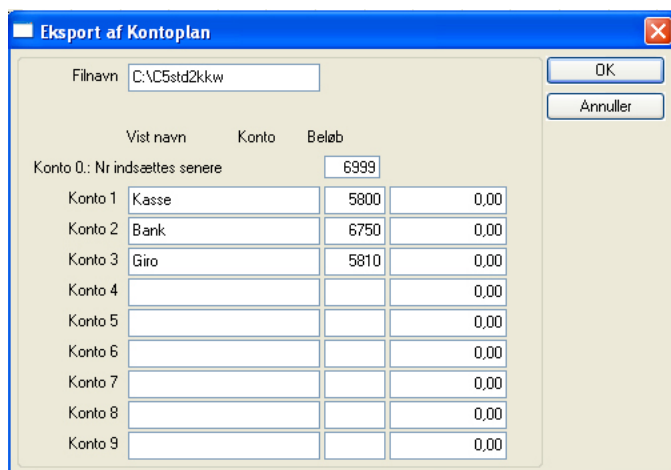 Eksport af Kontoplan
Filnavn C:\C5std2kkw OK
Annuller
Vist navn Konto Beløb
Konto 0.: Nr indsættes senere 6999
Konto 1 Kasse 5800 0,00
Konto 2 Bank 6750 0,00
Konto 3 Giro 5810 0,00
Konto 4 0,00
Konto 5 0,00
Konto 6 0,00
Konto 7 0,00
Konto 8 0,00
Konto 9 0,00